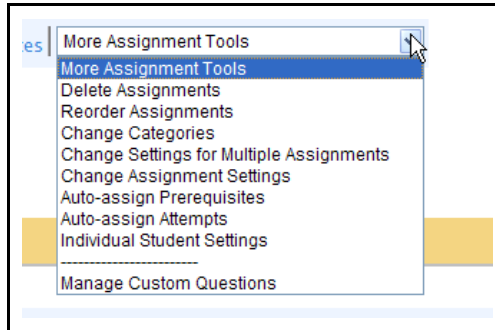 es More Assignment Tools
More Assignment Tools
Delete Assignments
Reorder Assignments
Change Categories
Change Settings for Multiple Assignments
Change Assignment Settings
Auto-assign Prerequisites
Auto-assign Attempts
Individual Student Settings
------------------------
Manage Custom Questions